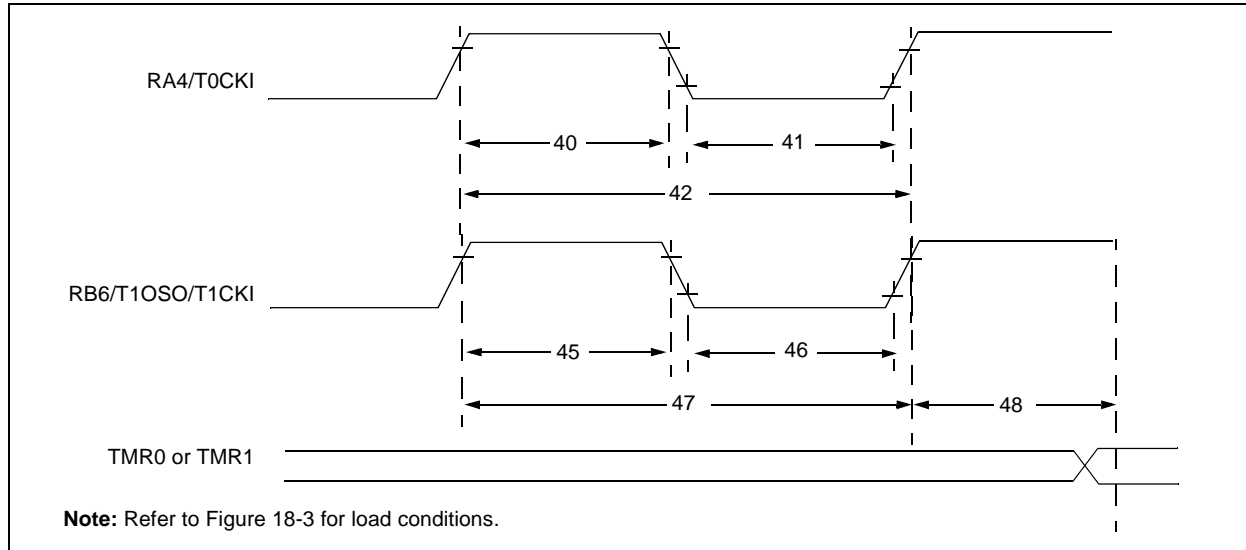 RA4/T0CKI
40
41
42
RB6/T1OSO/T1CKI
45
46
47
48
TMR0 or TMR1
Note: Refer to Figure 18-3 for load conditions.